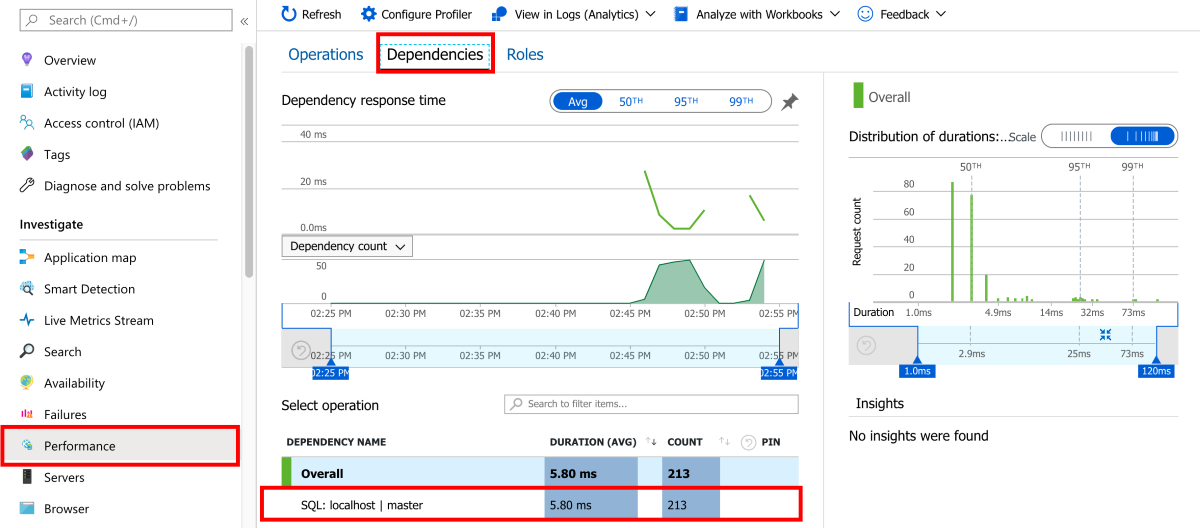 Search (Cmd+/)
«
Refresh
Configure Profiler
View in Logs (Analytics)
Analyze with Workbooks
Feedback
Overview
Activity log
Access control (IAM)
Tags
Diagnose and solve problems
Investigate
Application map
Smart Detection
Live Metrics Stream
Search
Availability
Failures
Performance
Servers
Browser
Operations Dependencies Roles
Dependency response time
Avg 50TH 95TH 99TH
40 ms
20 ms
0.0ms
Dependency count
50
0
02:25 PM 02:30 PM 02:35 PM 02:40 PM 02:45 PM 02:50 PM 02:55 PM
02:25 PM 02:30 PM 02:35 PM 02:40 PM 02:45 PM 02:50 PM 02:55 PM
02:25 PM 02:55 PM
Select operation
Search to filter items...
DEPENDENCY NAME DURATION (AVG) ↑↓ COUNT ↑↓ PIN
Overall 5.80 ms 213
SQL: localhost | master 5.80 ms 213
Overall
Distribution of durations:... Scale
50TH 95TH 99TH
Request count
80
60
40
20
0
Duration 1.0ms 4.9ms 14ms 32ms 73ms
2.9ms 25ms 73ms
1.0ms 120ms
Insights
No insights were found